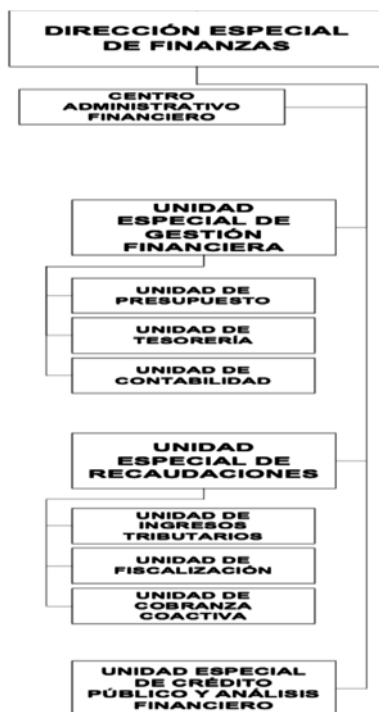 DIRECCIÓN ESPECIAL
DE FINANZAS
CENTRO
ADMINISTRATIVO
FINANCIERO
UNIDAD
ESPECIAL DE
GESTIÓN
FINANCIERA
UNIDAD DE
PRESUPUESTO
UNIDAD DE
TESORERÍA
UNIDAD DE
CONTABILIDAD
UNIDAD
ESPECIAL DE
RECAUDACIONES
UNIDAD DE
INGRESOS
TRIBUTARIOS
UNIDAD DE
FISCALIZACIÓN
UNIDAD DE
COBRANZA
COACTIVA
UNIDAD ESPECIAL
DE CRÉDITO
PÚBLICO Y ANÁLISIS
FINANCIERO